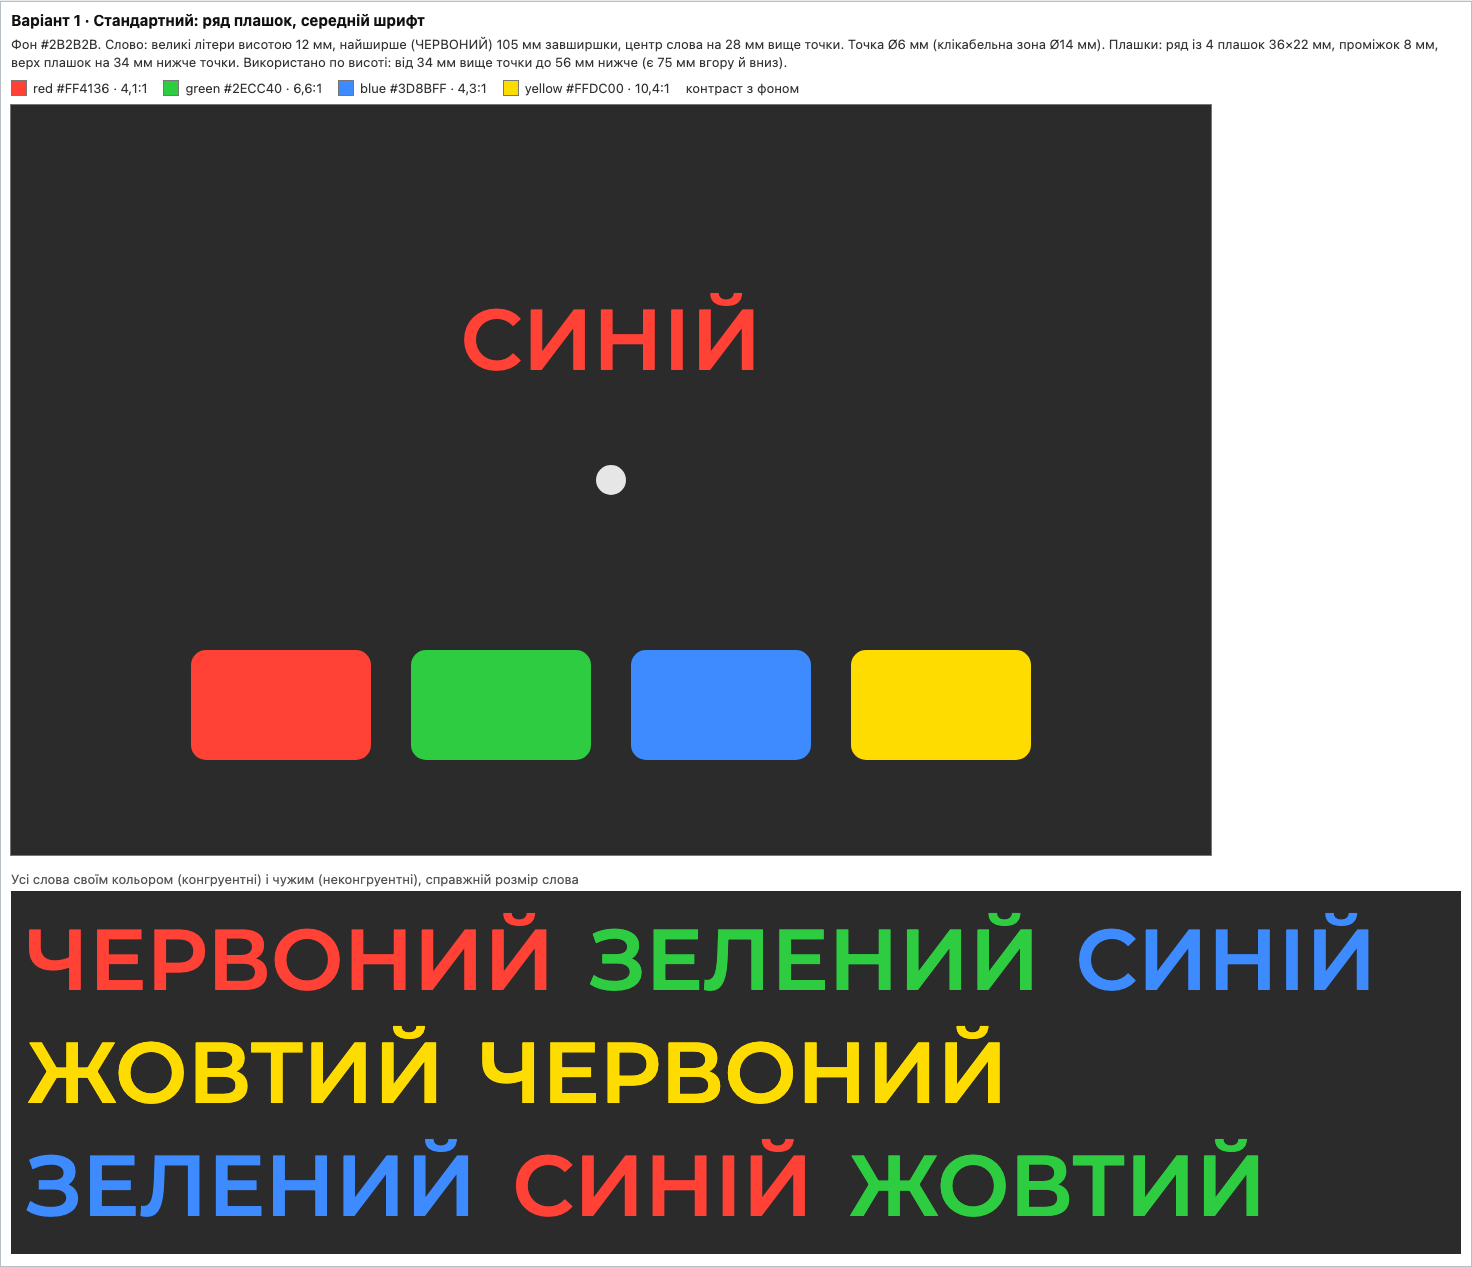 Варіант 1 · Стандартний: ряд плашок, середній шрифт
Фон #2B2B2B. Слово: великі літери висотою 12 мм, найширше (ЧЕРВОНИЙ) 105 мм завширшки, центр слова на 28 мм вище точки. Точка Ø6 мм (клікабельна зона Ø14 мм). Плашки: ряд із 4 плашок 36×22 мм, проміжок 8 мм,
верх плашок на 34 мм нижче точки. Використано по висоті: від 34 мм вище точки до 56 мм нижче (є 75 мм вгору й вниз).
red #FF4136 · 4,1:1 green #2ECC40 · 6,6:1 blue #3D8BFF · 4,3:1 yellow #FFDC00 · 10,4:1 контраст з фоном
СИНІЙ
Усі слова своїм кольором (конгруентні) і чужим (неконгруентні), справжній розмір слова
ЧЕРВОНИЙ ЗЕЛЕНИЙ СИНІЙ
ЖОВТИЙ ЧЕРВОНИЙ
ЗЕЛЕНИЙ СИНІЙ ЖОВТИЙ